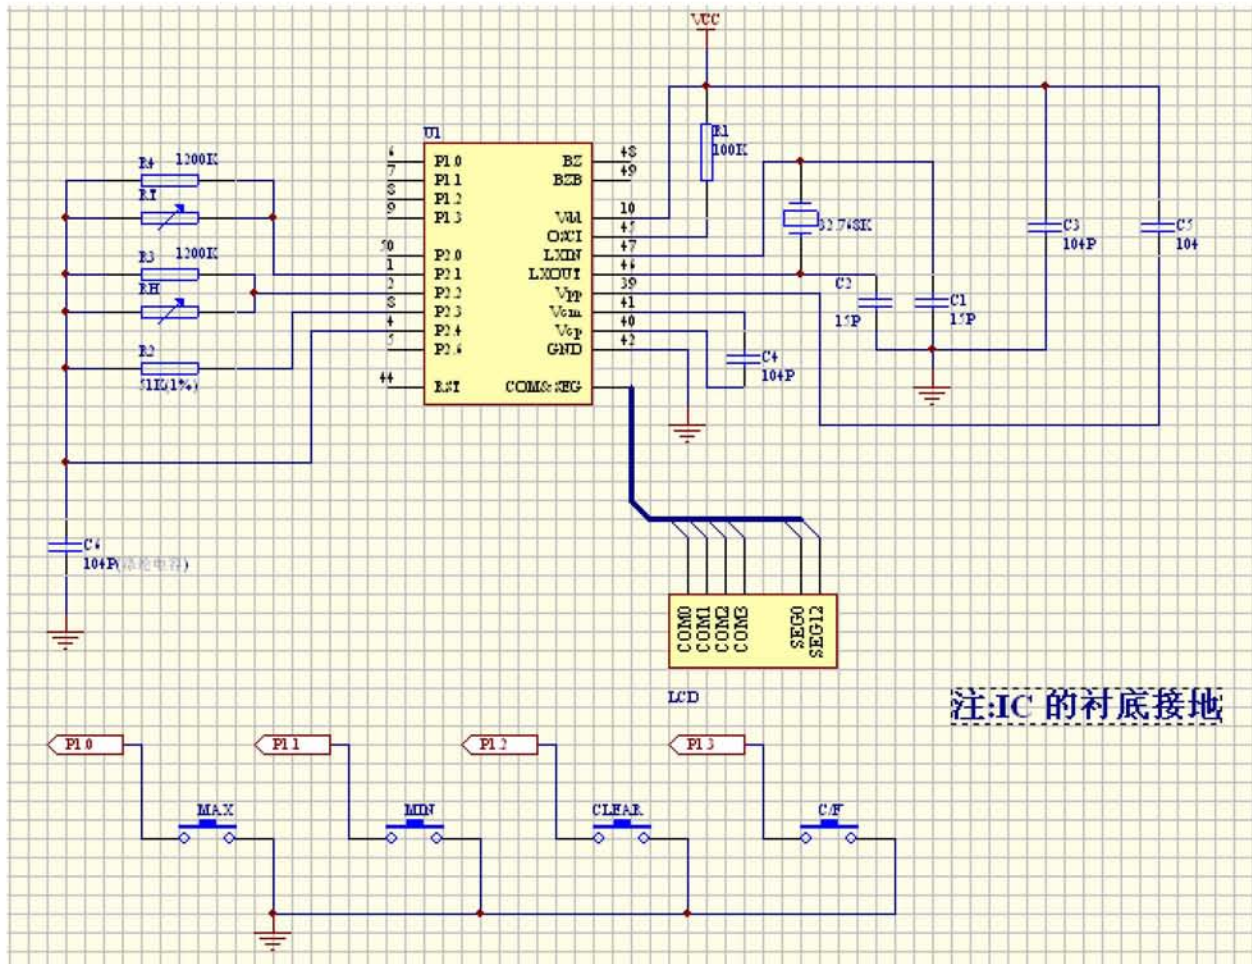 VCC
U1
R1
100K
R4 1200K
RT
R3 1200K
RH
R2
51K(1%)
6 P1.0
7 P1.1
8 P1.2
9 P1.3
50 P2.0
1 P2.1
2 P2.2
3 P2.3
4 P2.4
5 P2.6
44 RST
BZ 48
BZB 49
Vdd 10
OSCI 45
LXIN 47
LXOUT 46
Vpp 39
Vcm 41
Vcp 40
GND 42
COM&SEG
32.768K
C2
15P
C1
15P
C3
104P
C5
104
C4
104P
C6
104P
COM0
COM1
COM2
COM3
SEG0
SEG12
LCD
注:IC 的衬底接地
P1.0
P1.1
P1.2
P1.3
MAX
MIN
CLEAR
C/F